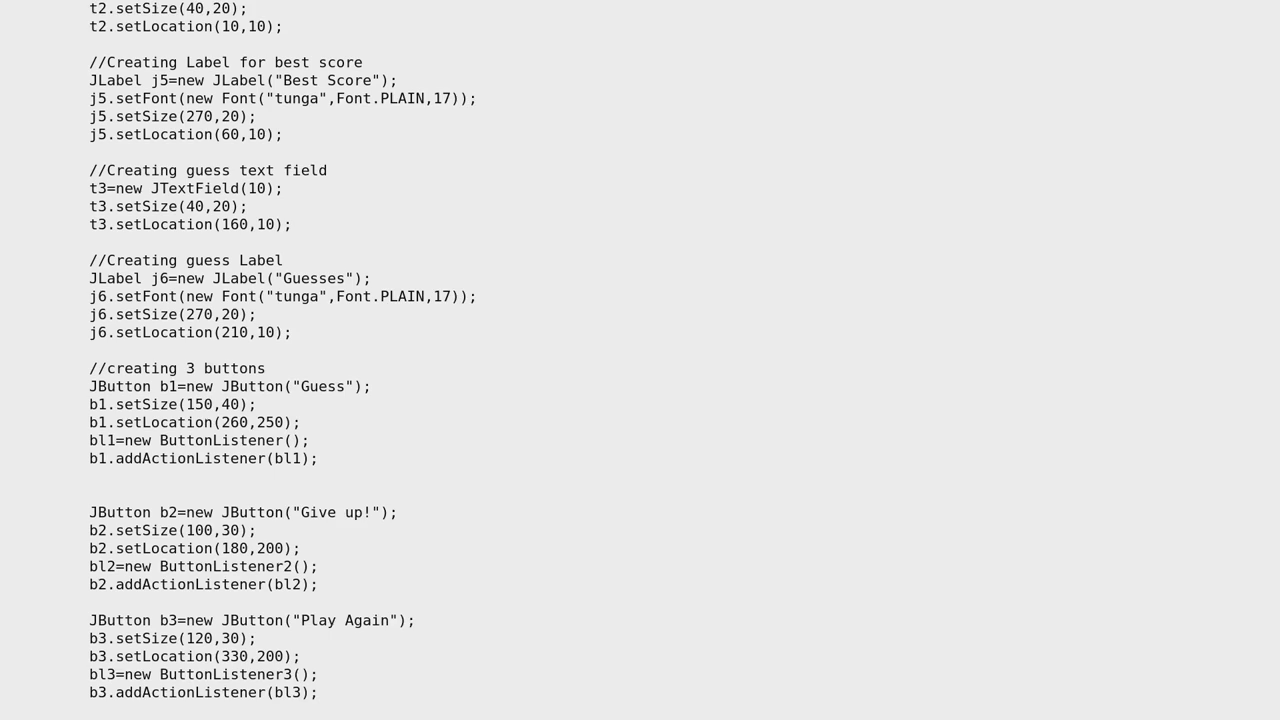 t2.setSize(40,20);
t2.setLocation(10,10);
//Creating Label for best score
JLabel j5=new JLabel("Best Score");
j5.setFont(new Font("tunga",Font.PLAIN,17));
j5.setSize(270,20);
j5.setLocation(60,10);
//Creating guess text field
t3=new JTextField(10);
t3.setSize(40,20);
t3.setLocation(160,10);
//Creating guess Label
JLabel j6=new JLabel("Guesses");
j6.setFont(new Font("tunga",Font.PLAIN,17));
j6.setSize(270,20);
j6.setLocation(210,10);
//creating 3 buttons
JButton b1=new JButton("Guess");
b1.setSize(150,40);
b1.setLocation(260,250);
bl1=new ButtonListener();
b1.addActionListener(bl1);
JButton b2=new JButton("Give up!");
b2.setSize(100,30);
b2.setLocation(180,200);
bl2=new ButtonListener2();
b2.addActionListener(bl2);
JButton b3=new JButton("Play Again");
b3.setSize(120,30);
b3.setLocation(330,200);
bl3=new ButtonListener3();
b3.addActionListener(bl3);